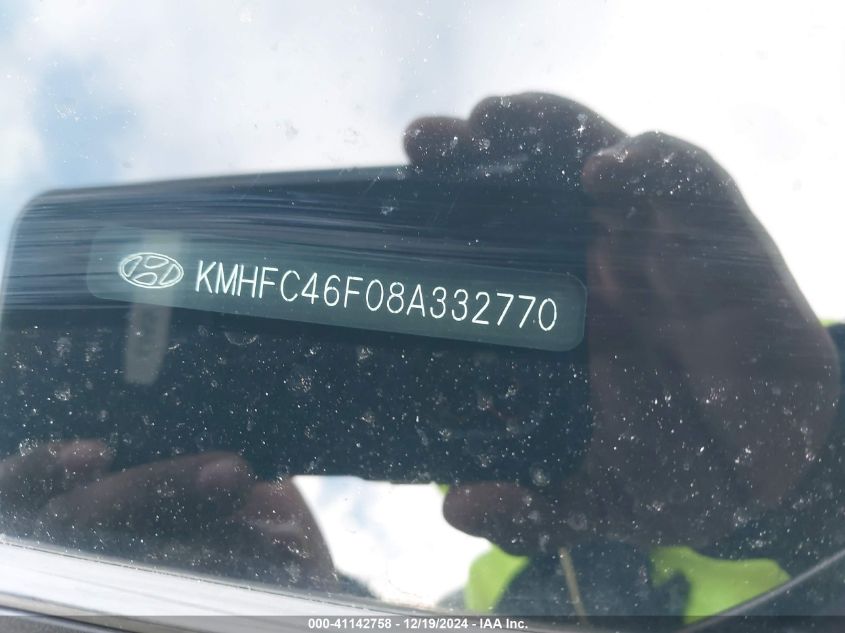 KMHFC46F08A332770
000-41142758 - 12/19/2024 - IAA Inc.